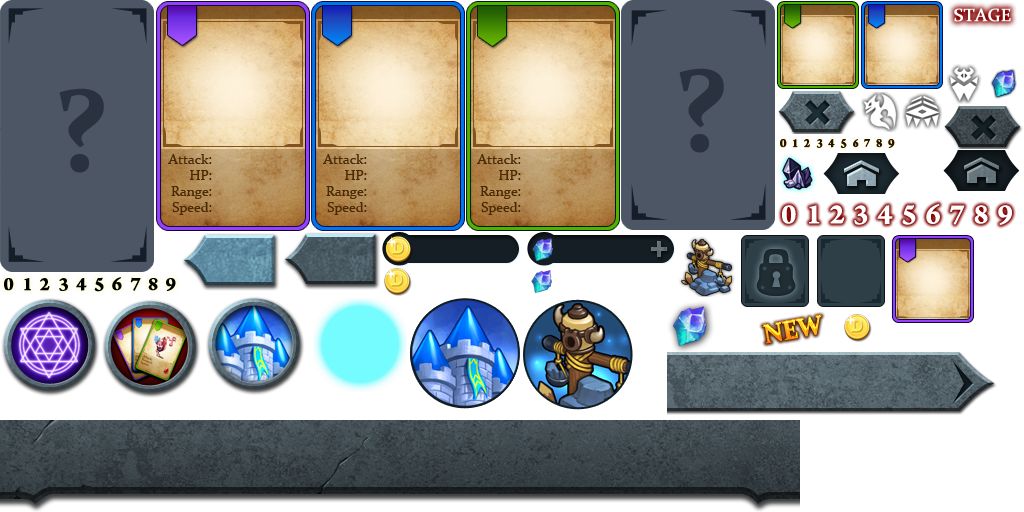 STAGE
?
?
0 1 2 3 4 5 6 7 8 9
Attack:
HP:
Range:
Speed:
Attack:
HP:
Range:
Speed:
Attack:
HP:
Range:
Speed:
0 1 2 3 4 5 6 7 8 9
D
+
D
0 1 2 3 4 5 6 7 8 9
NEW
D